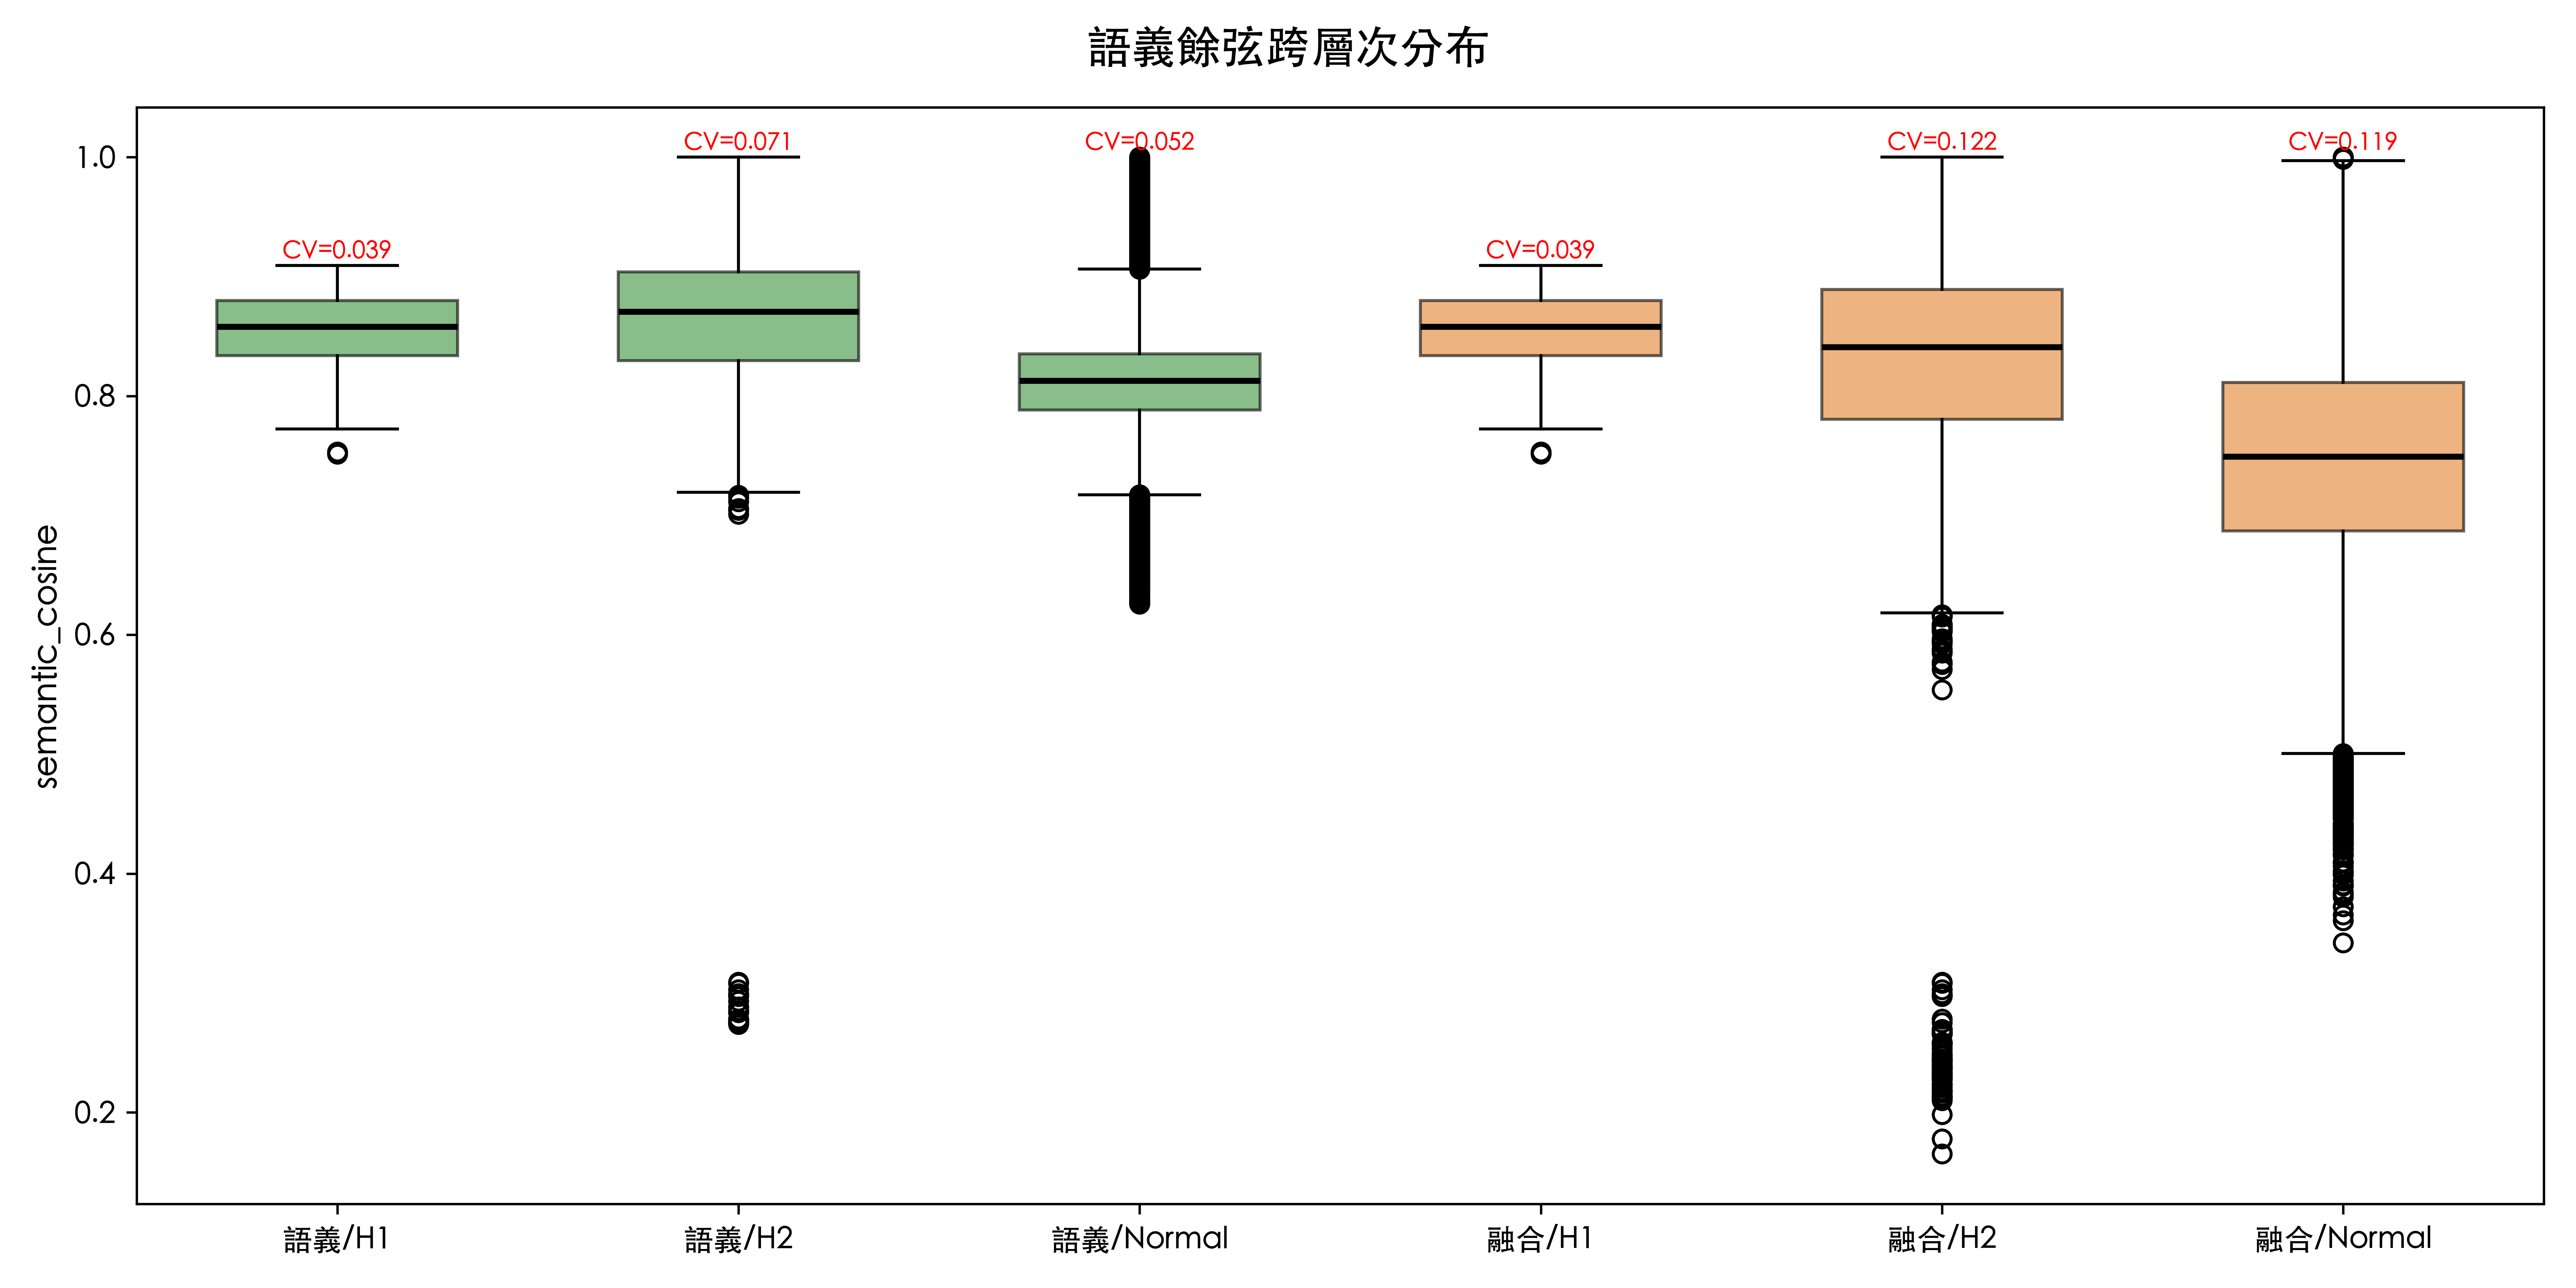 語義餘弦跨層次分布
semantic_cosine
1.0
0.8
0.6
0.4
0.2
CV=0.039
CV=0.071
CV=0.052
CV=0.039
CV=0.122
CV=0.119
語義/H1
語義/H2
語義/Normal
融合/H1
融合/H2
融合/Normal